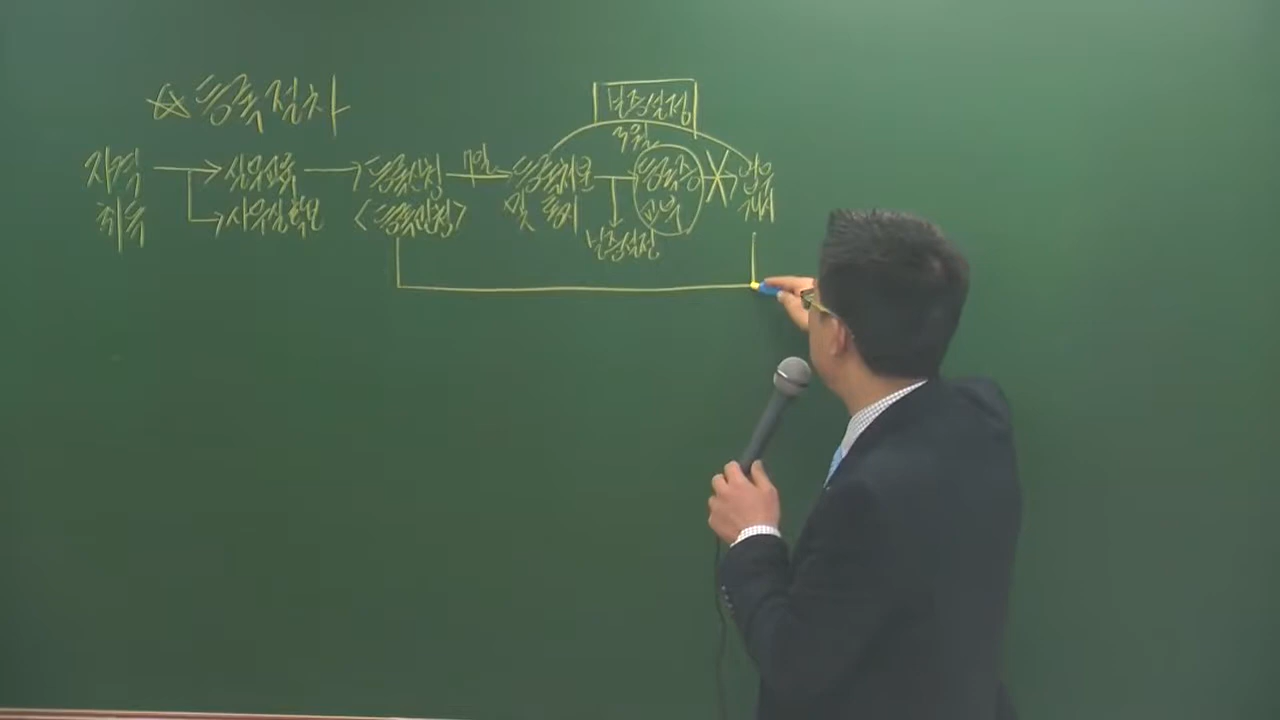 ☆ 등록절차
보증설정
자격 → 실무교육 → 등록신청 7일 → 등록처분 → 등록증 → 업무
취득 → 사무실확보 <등록관청> 및 통지 교부 개시
보증설정